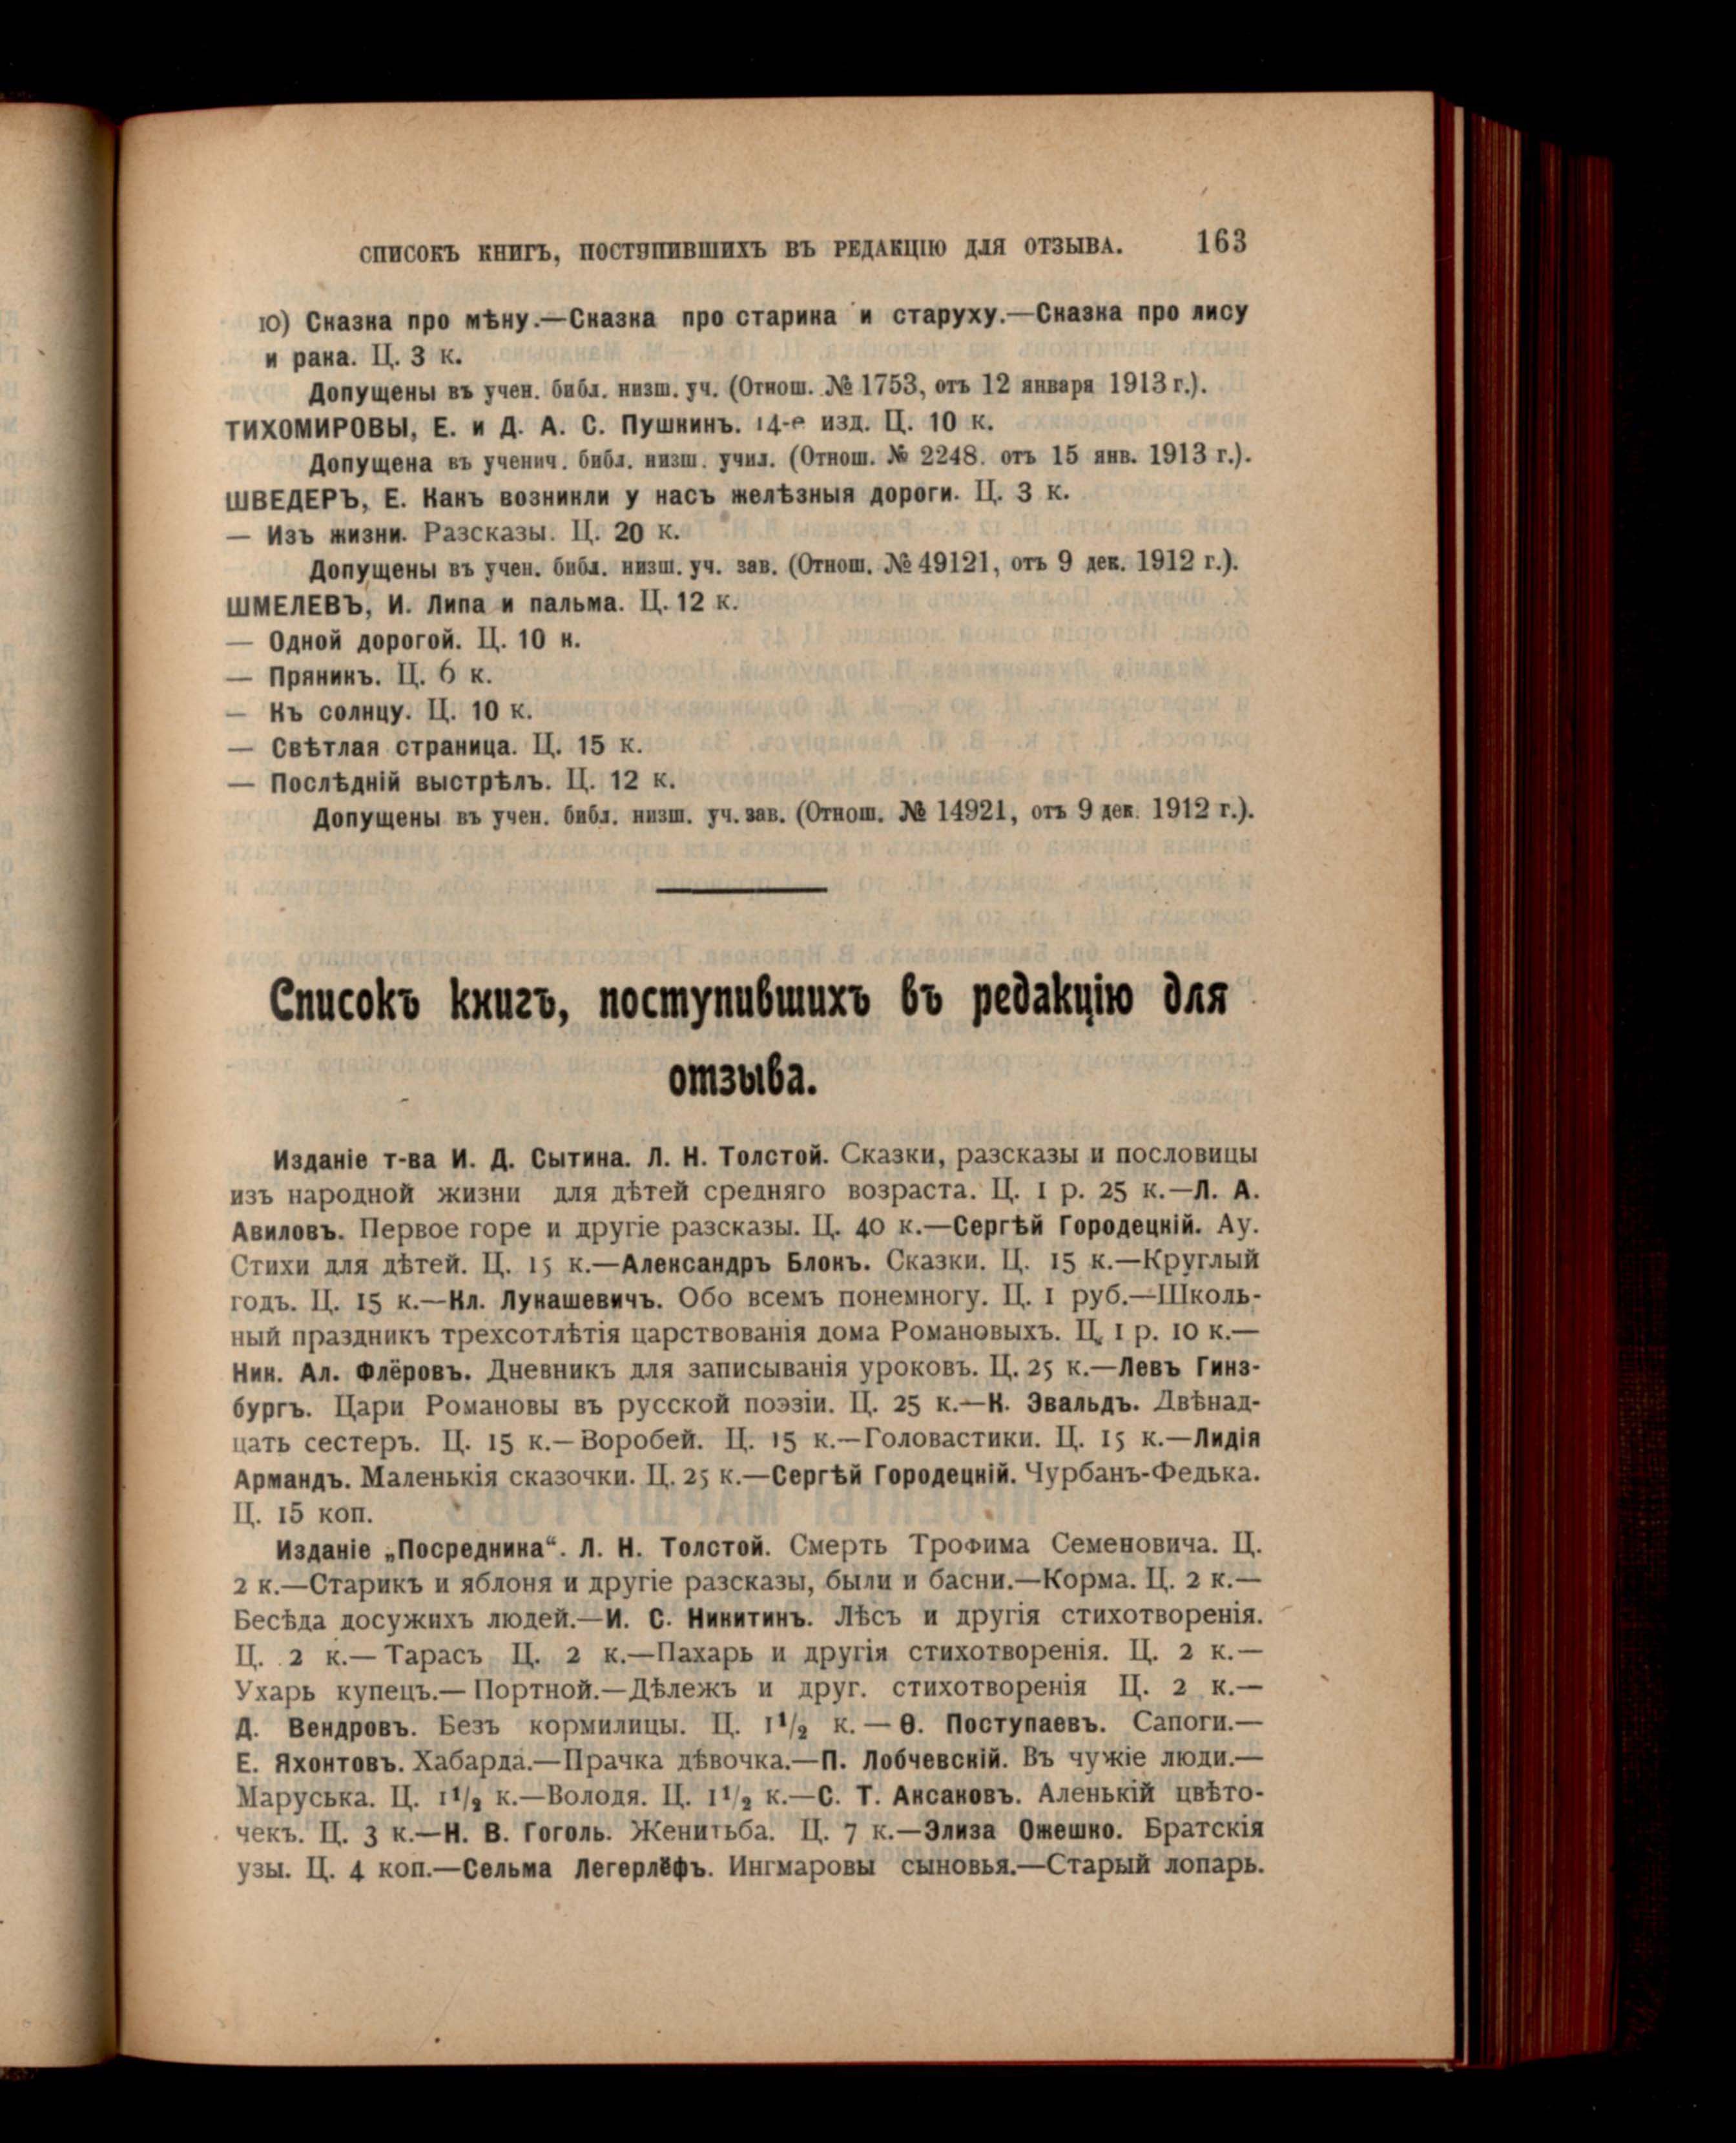 СПИСОКЪ КНИГЪ, ПОСТУПИВШИХЪ ВЪ РЕДАКЦІЮ ДЛЯ ОТЗЫВА. 163
10) Сказка про мѣну.—Сказка про старика и старуху.—Сказка про лису
и рака. Ц. 3 к.
Допущены въ учен. библ. низш. уч. (Отнош. № 1753, отъ 12 января 1913 г.).
ТИХОМИРОВЫ, Е. и Д. А. С. Пушкинъ. 14-е изд. Ц. 10 к.
Допущена въ ученич. библ. низш. учил. (Отнош. № 2248. отъ 15 янв. 1913 г.).
ШВЕДЕРЪ, Е. Какъ возникли у насъ желѣзныя дороги. Ц. 3 к.
— Изъ жизни. Разсказы. Ц. 20 к.
Допущены въ учен. библ. низш. уч. зав. (Отнош. № 49121, отъ 9 дек. 1912 г.).
ШМЕЛЕВЪ, И. Липа и пальма. Ц. 12 к.
— Одной дорогой. Ц. 10 к.
— Пряникъ. Ц. 6 к.
— Къ солнцу. Ц. 10 к.
— Свѣтлая страница. Ц. 15 к.
— Послѣдній выстрѣлъ. Ц. 12 к.
Допущены въ учен. библ. низш. уч. зав. (Отнош. № 14921, отъ 9 дек. 1912 г.).
Списокъ книгъ, поступившихъ въ редакцію для
отзыва.
Изданіе т-ва И. Д. Сытина. Л. Н. Толстой. Сказки, разсказы и пословицы
изъ народной жизни для дѣтей средняго возраста. Ц. 1 р. 25 к.—Л. А.
Авиловъ. Первое горе и другіе разсказы. Ц. 40 к.—Сергѣй Городецкій. Ау.
Стихи для дѣтей. Ц. 15 к.—Александръ Блокъ. Сказки. Ц. 15 к.—Круглый
годъ. Ц. 15 к.—Кл. Лукашевичъ. Обо всемъ понемногу. Ц. 1 руб.—Школь-
ный праздникъ трехсотлѣтія царствованія дома Романовыхъ. Ц. 1 р. 10 к.—
Ник. Ал. Флёровъ. Дневникъ для записыванія уроковъ. Ц. 25 к.—Левъ Гинз-
бургъ. Цари Романовы въ русской поэзіи. Ц. 25 к.—К. Эвальдъ. Двѣнад-
цать сестеръ. Ц. 15 к.—Воробей. Ц. 15 к.—Головастики. Ц. 15 к.—Лидія
Армандъ. Маленькія сказочки. Ц. 25 к.—Сергѣй Городецкій. Чурбанъ-Федька.
Ц. 15 коп.
Изданіе „Посредника“. Л. Н. Толстой. Смерть Трофима Семеновича. Ц.
2 к.—Старикъ и яблоня и другіе разсказы, были и басни.—Корма. Ц. 2 к.—
Бесѣда досужихъ людей.—И. С. Никитинъ. Лѣсъ и другія стихотворенія.
Ц. 2 к.—Тарасъ Ц. 2 к.—Пахарь и другія стихотворенія. Ц. 2 к.—
Ухарь купецъ.—Портной.—Дѣлежъ и друг. стихотворенія Ц. 2 к.—
Д. Вендровъ. Безъ кормилицы. Ц. 1¹/₂ к.—Ѳ. Поступаевъ. Сапоги.—
Е. Яхонтовъ. Хабарда.—Прачка дѣвочка.—П. Лобчевскій. Въ чужіе люди.—
Маруська. Ц. 1¹/₂ к.—Володя. Ц. 1¹/₂ к.—С. Т. Аксаковъ. Аленькій цвѣто-
чекъ. Ц. 3 к.—Н. В. Гоголь. Женитьба. Ц. 7 к.—Элиза Ожешко. Братскія
узы. Ц. 4 коп.—Сельма Легерлёфъ. Ингмаровы сыновья.—Старый лопарь.